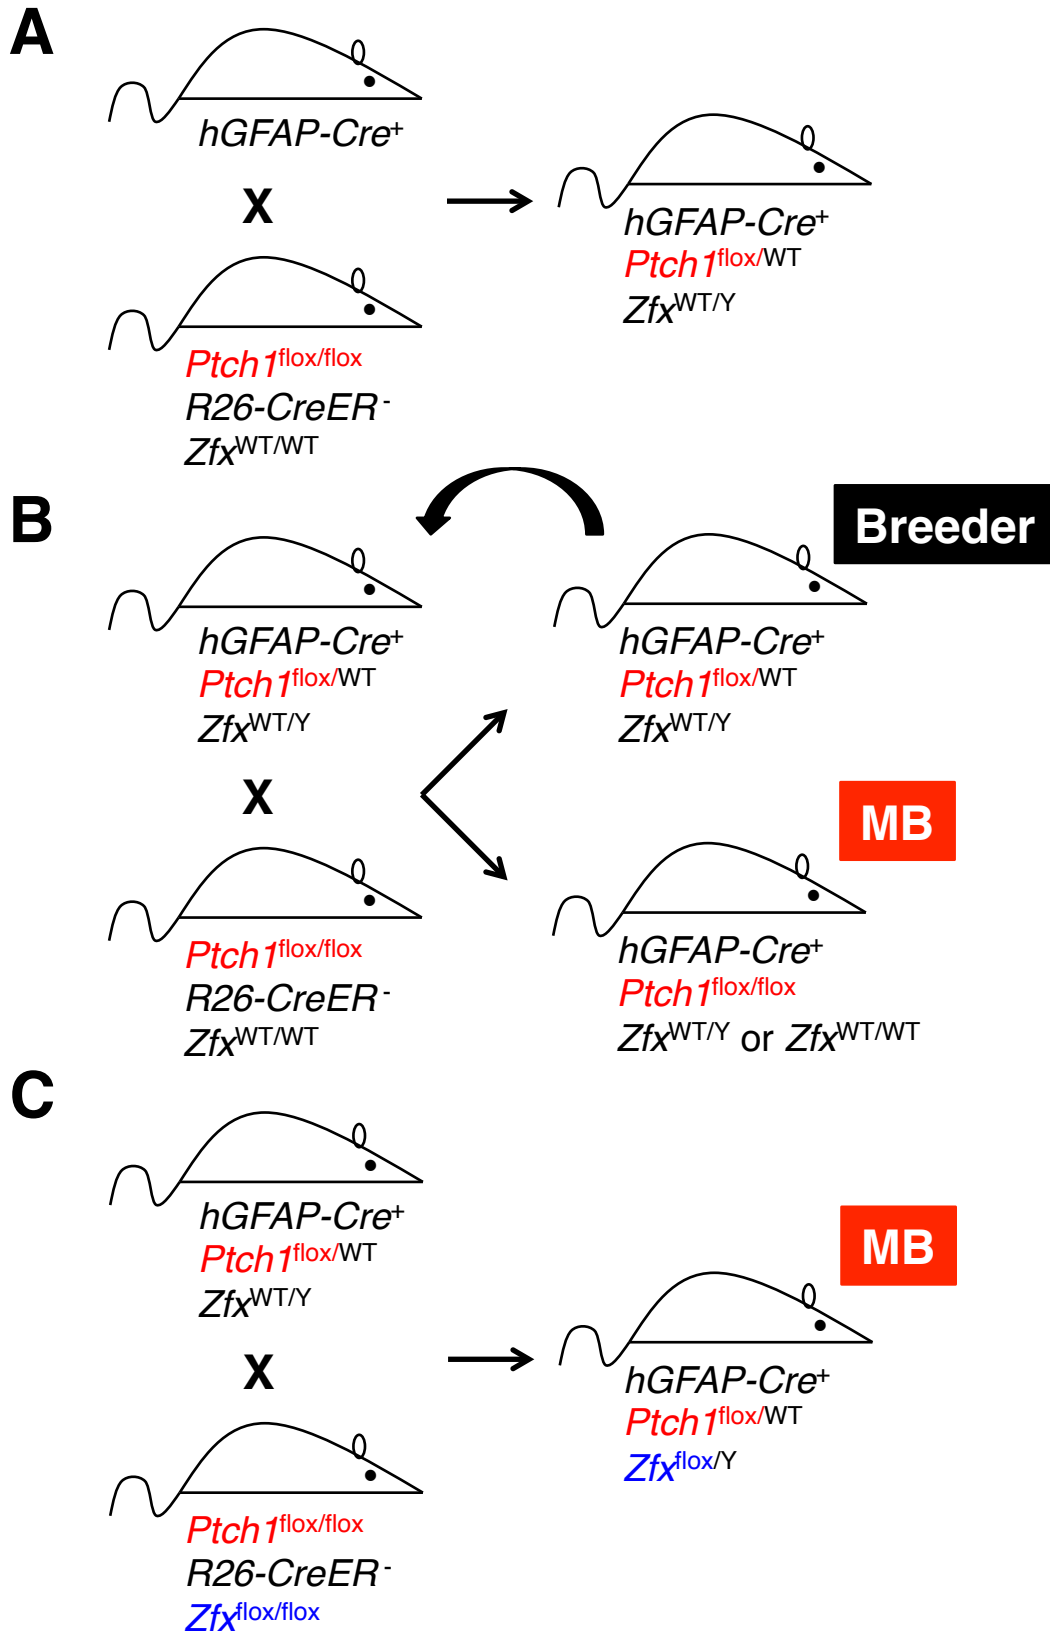 A
hGFAP-Cre+
X
Ptch1flox/flox
R26-CreER-
ZfxWT/WT
hGFAP-Cre+
Ptch1flox/WT
ZfxWT/Y
B
hGFAP-Cre+
Ptch1flox/WT
ZfxWT/Y
X
Ptch1flox/flox
R26-CreER-
ZfxWT/WT
Breeder
hGFAP-Cre+
Ptch1flox/WT
ZfxWT/Y
MB
hGFAP-Cre+
Ptch1flox/flox
ZfxWT/Y or ZfxWT/WT
C
hGFAP-Cre+
Ptch1flox/WT
ZfxWT/Y
X
Ptch1flox/flox
R26-CreER-
Zfxflox/flox
MB
hGFAP-Cre+
Ptch1flox/WT
Zfxflox/Y